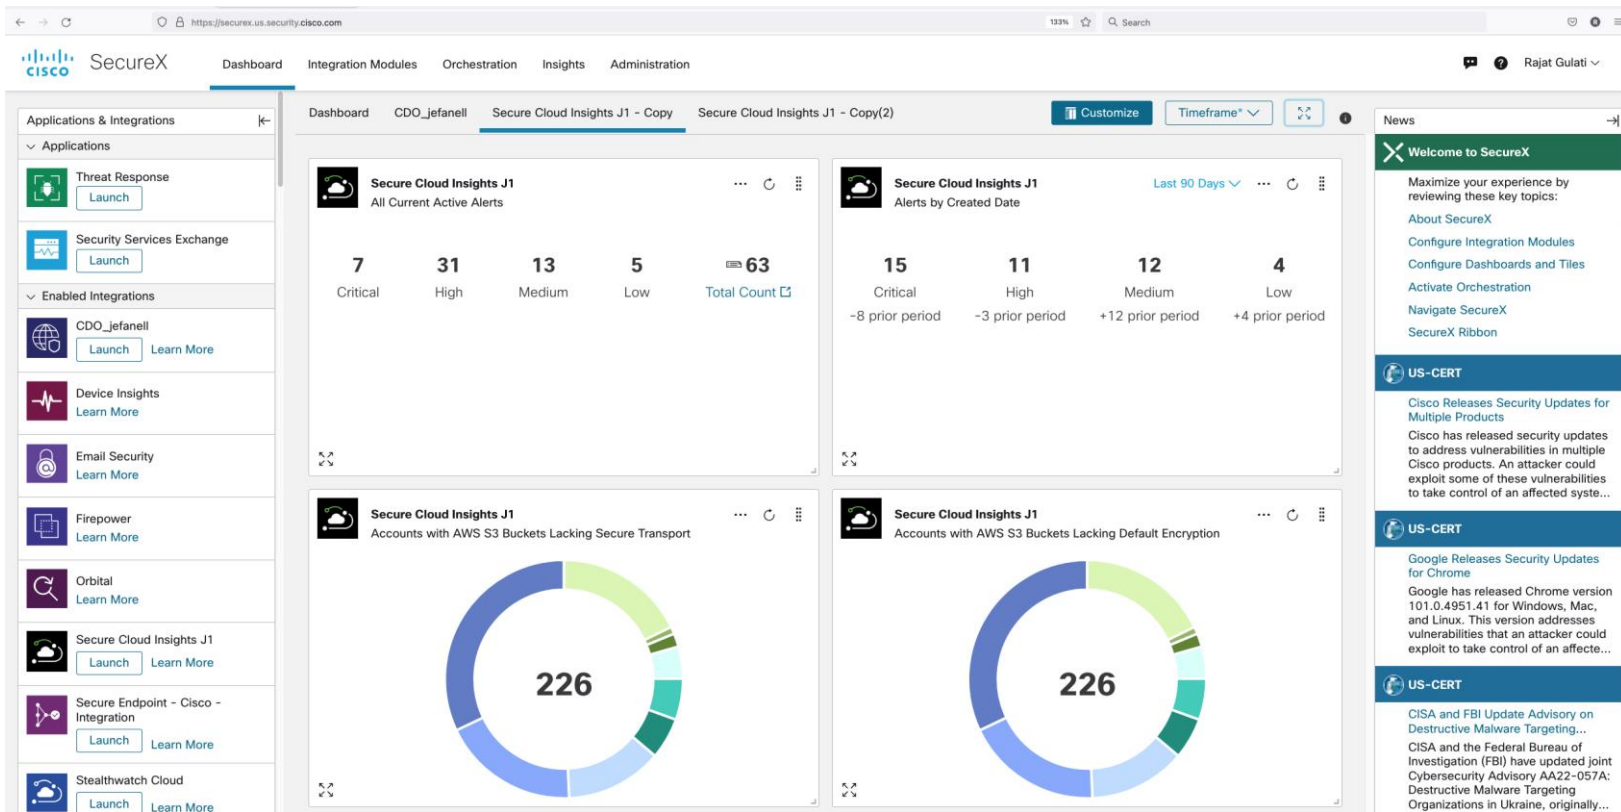 https://securex.us.security.cisco.com
133%
Search
CISCO
SecureX
Dashboard
Integration Modules
Orchestration
Insights
Administration
Rajat Gulati
Applications & Integrations
Applications
Threat Response
Launch
Security Services Exchange
Launch
Enabled Integrations
CDO_jefanell
Launch Learn More
Device Insights
Learn More
Email Security
Learn More
Firepower
Learn More
Orbital
Learn More
Secure Cloud Insights J1
Launch Learn More
Secure Endpoint - Cisco -
Integration
Launch Learn More
Stealthwatch Cloud
Launch Learn More
Dashboard
CDO_jefanell
Secure Cloud Insights J1 - Copy
Secure Cloud Insights J1 - Copy(2)
Customize
Timeframe*
Secure Cloud Insights J1
All Current Active Alerts
7 31 13 5 63
Critical High Medium Low Total Count
Secure Cloud Insights J1
Last 90 Days
Alerts by Created Date
15 11 12 4
Critical High Medium Low
-8 prior period -3 prior period +12 prior period +4 prior period
Secure Cloud Insights J1
Accounts with AWS S3 Buckets Lacking Secure Transport
226
Secure Cloud Insights J1
Accounts with AWS S3 Buckets Lacking Default Encryption
226
News
Welcome to SecureX
Maximize your experience by
reviewing these key topics:
About SecureX
Configure Integration Modules
Configure Dashboards and Tiles
Activate Orchestration
Navigate SecureX
SecureX Ribbon
US-CERT
Cisco Releases Security Updates for
Multiple Products
Cisco has released security updates
to address vulnerabilities in multiple
Cisco products. An attacker could
exploit some of these vulnerabilities
to take control of an affected syste...
US-CERT
Google Releases Security Updates
for Chrome
Google has released Chrome version
101.0.4951.41 for Windows, Mac,
and Linux. This version addresses
vulnerabilities that an attacker could
exploit to take control of an affecte...
US-CERT
CISA and FBI Update Advisory on
Destructive Malware Targeting...
CISA and the Federal Bureau of
Investigation (FBI) have updated joint
Cybersecurity Advisory AA22-057A:
Destructive Malware Targeting
Organizations in Ukraine, originally...